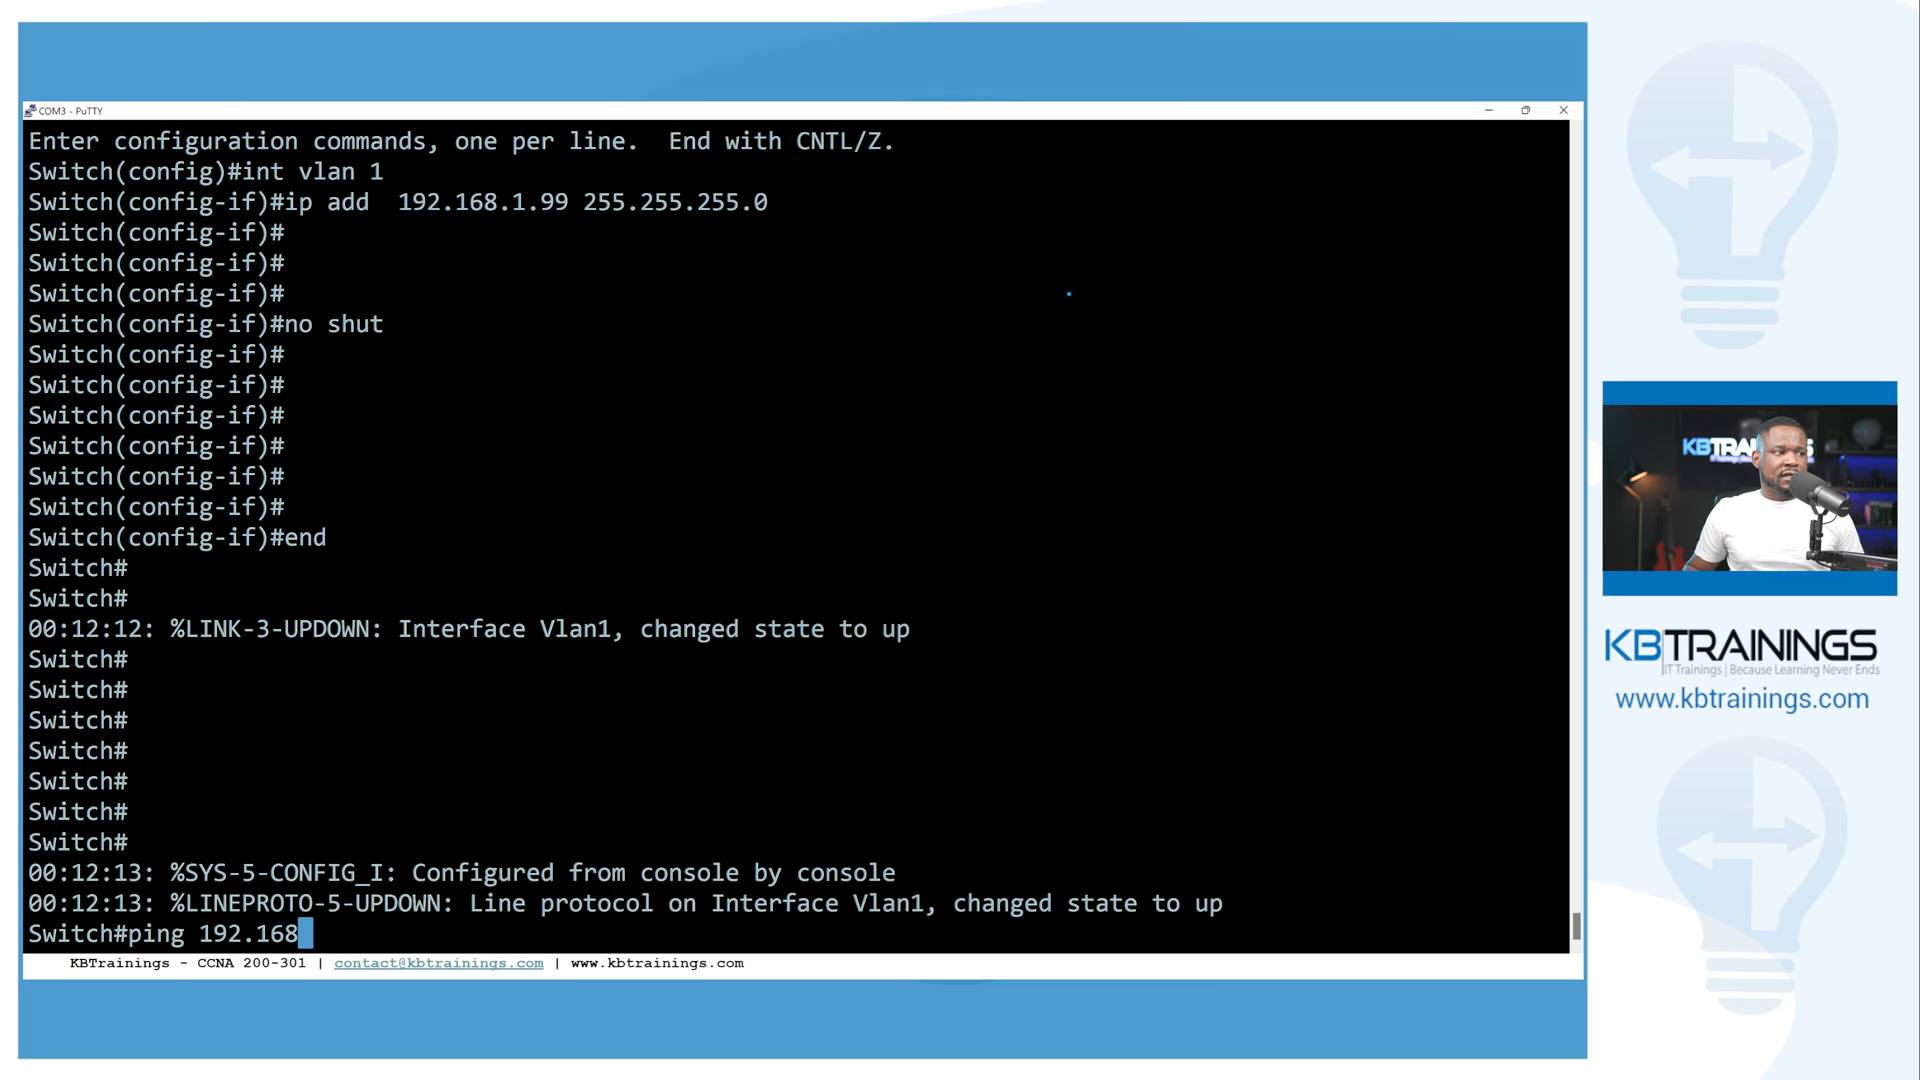 COM3 - PuTTY
Enter configuration commands, one per line.  End with CNTL/Z.
Switch(config)#int vlan 1
Switch(config-if)#ip add  192.168.1.99 255.255.255.0
Switch(config-if)#
Switch(config-if)#
Switch(config-if)#
Switch(config-if)#no shut
Switch(config-if)#
Switch(config-if)#
Switch(config-if)#
Switch(config-if)#
Switch(config-if)#
Switch(config-if)#
Switch(config-if)#end
Switch#
Switch#
00:12:12: %LINK-3-UPDOWN: Interface Vlan1, changed state to up
Switch#
Switch#
Switch#
Switch#
Switch#
Switch#
Switch#
00:12:13: %SYS-5-CONFIG_I: Configured from console by console
00:12:13: %LINEPROTO-5-UPDOWN: Line protocol on Interface Vlan1, changed state to up
Switch#ping 192.168
KBTrainings - CCNA 200-301 | contact@kbtrainings.com | www.kbtrainings.com
KBTRAININGS
IT Trainings | Because Learning Never Ends
www.kbtrainings.com